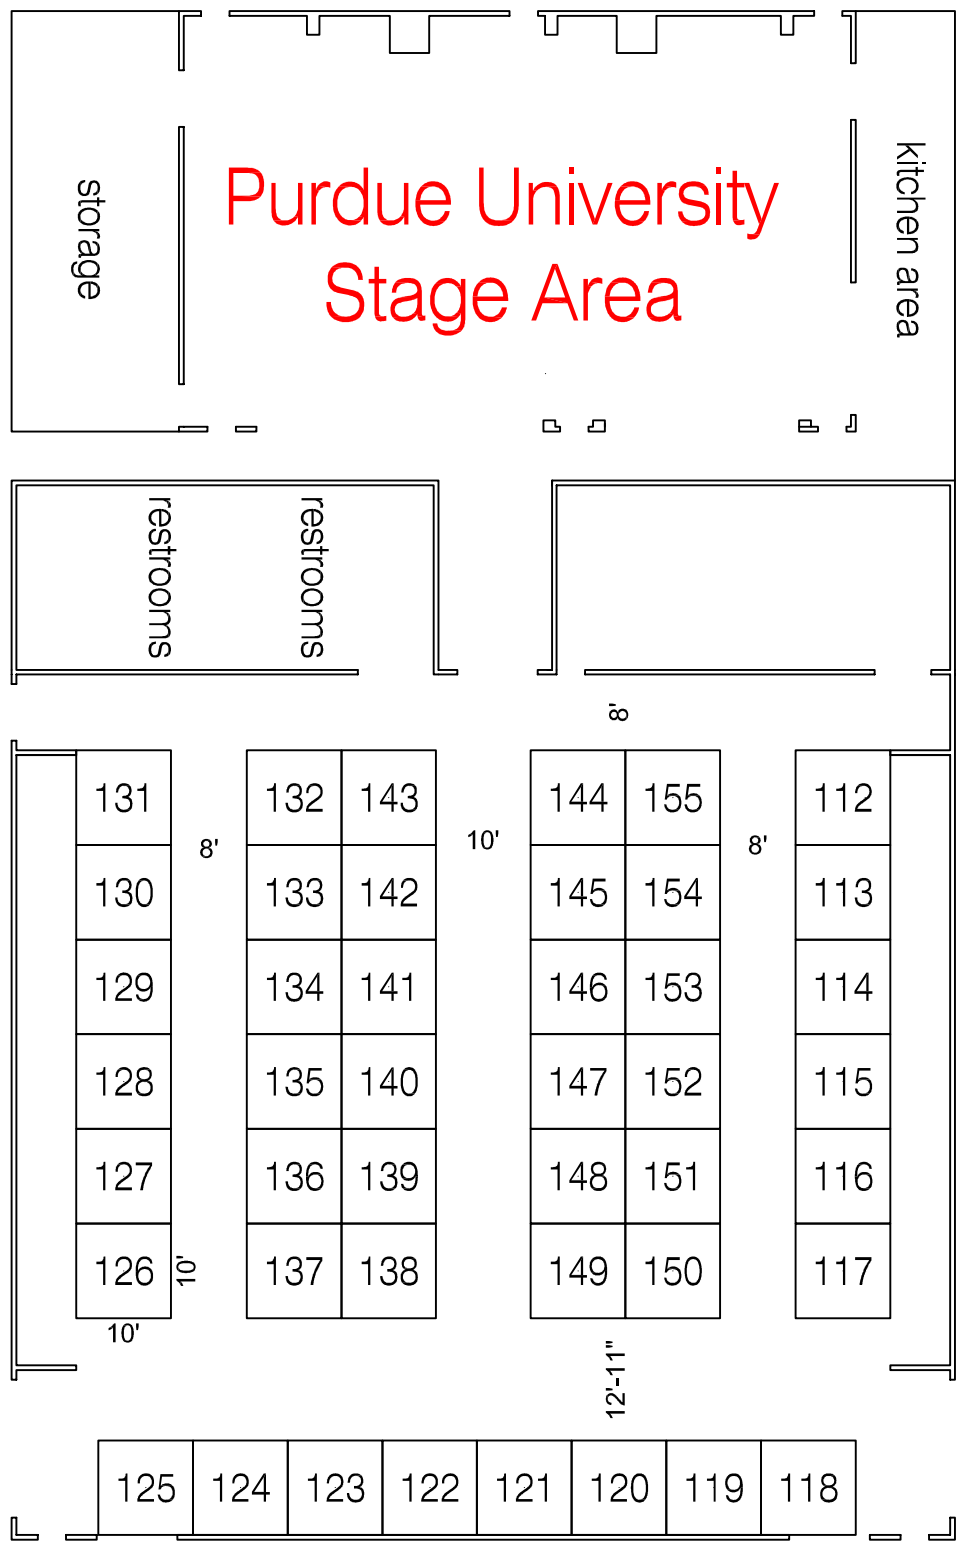 storage
Purdue University
Stage Area
kitchen area
restrooms
restrooms
8'
131 132 143 144 155 112
8' 10' 8'
130 133 142 145 154 113
129 134 141 146 153 114
128 135 140 147 152 115
127 136 139 148 151 116
126 10' 137 138 149 150 117
10'
12'-11"
125 124 123 122 121 120 119 118